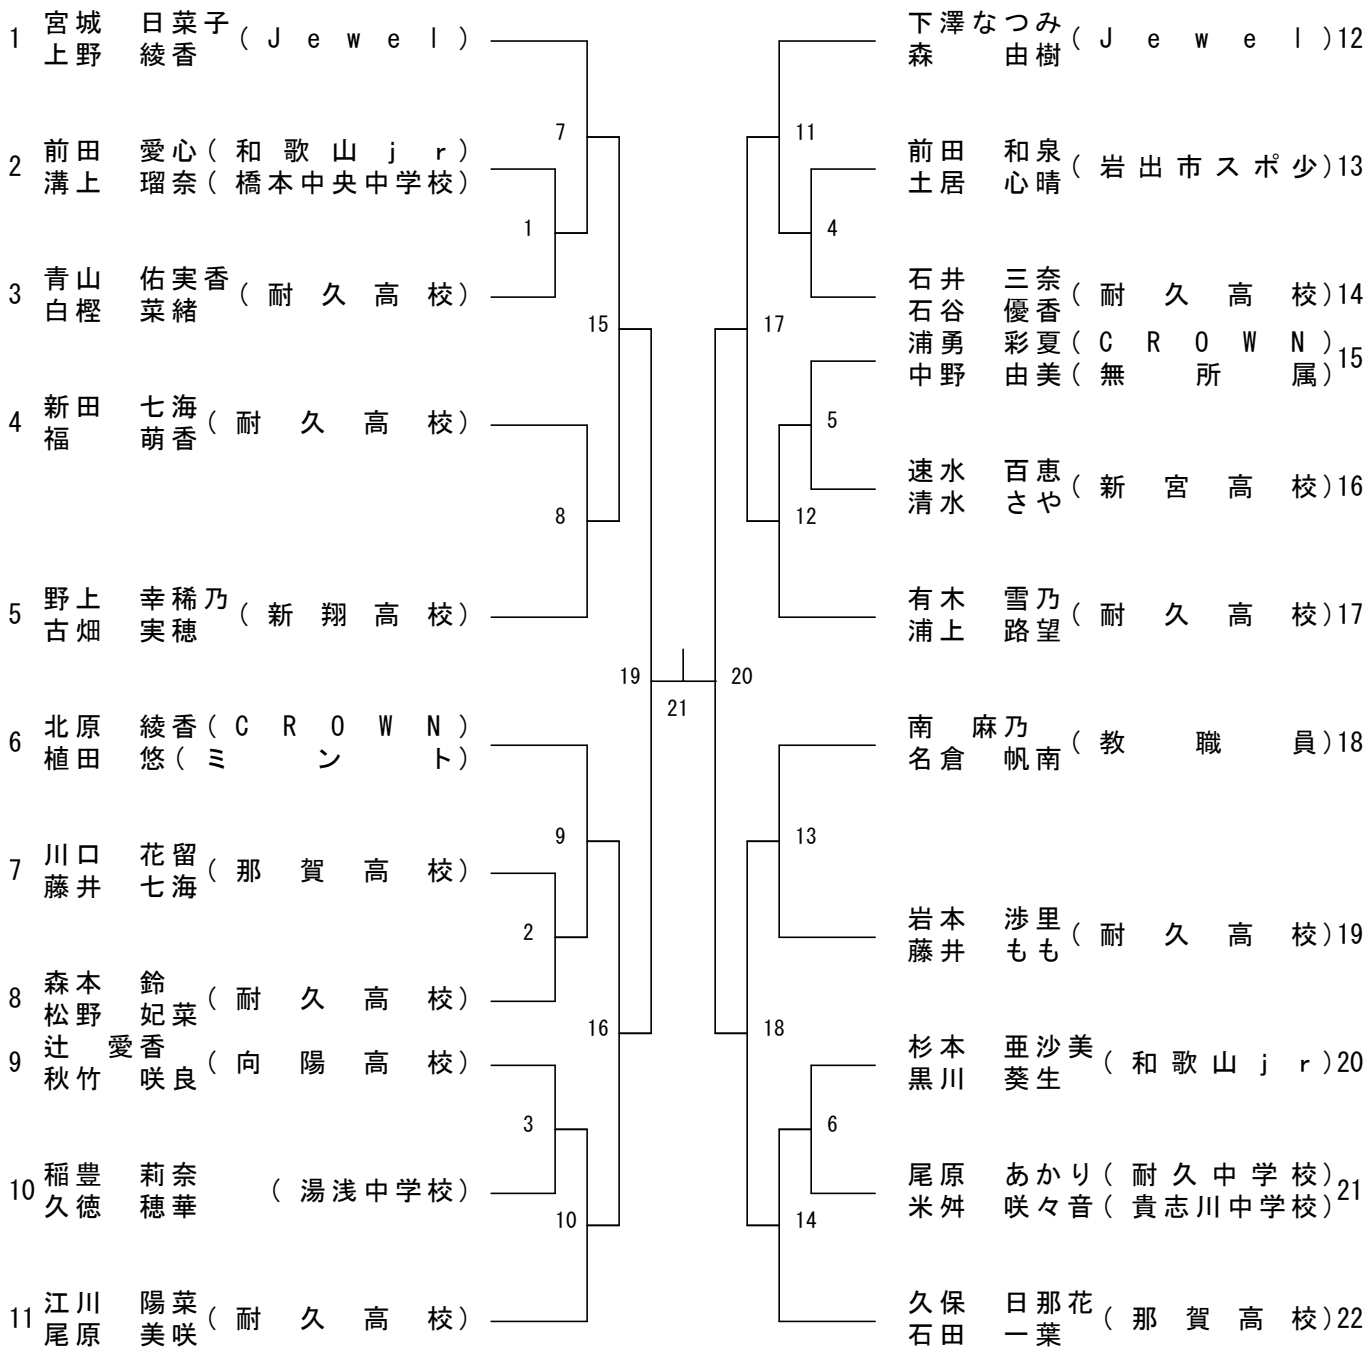 1 宮城 日菜子 (Jewel)
上野 綾香
2 前田 愛心 (和歌山jr)
溝上 瑠奈 (橋本中央中学校)
3 青山 佑実香 (耐久高校)
白樫 菜緒
4 新田 七海 (耐久高校)
福 萌香
5 野上 幸稀乃 (新翔高校)
古畑 実穂
6 北原 綾香 (CROWN)
植田 悠 (ミント)
7 川口 花留 (那賀高校)
藤井 七海
8 森本 鈴 (耐久高校)
松野 妃菜
9 辻 愛香 (向陽高校)
秋竹 咲良
10 稲豊 莉奈 (湯浅中学校)
久徳 穂華
11 江川 陽菜 (耐久高校)
尾原 美咲
7
1
15
8
19
9
2
16
3
10
21
11
4
17
5
12
20
13
18
6
14
下澤なつみ (Jewel) 12
森 由樹
前田 和泉 (岩出市スポ少) 13
土居 心晴
石井 三奈 (耐久高校) 14
石谷 優香
浦勇 彩夏 (CROWN) 15
中野 由美 (無所属)
速水 百恵 (新宮高校) 16
清水 さや
有木 雪乃 (耐久高校) 17
浦上 路望
南 麻乃 (教職員) 18
名倉 帆南
岩本 渉里 (耐久高校) 19
藤井 もも
杉本 亜沙美 (和歌山jr) 20
黒川 葵生
尾原 あかり (耐久中学校) 21
米舛 咲々音 (貴志川中学校)
久保 日那花 (那賀高校) 22
石田 一葉